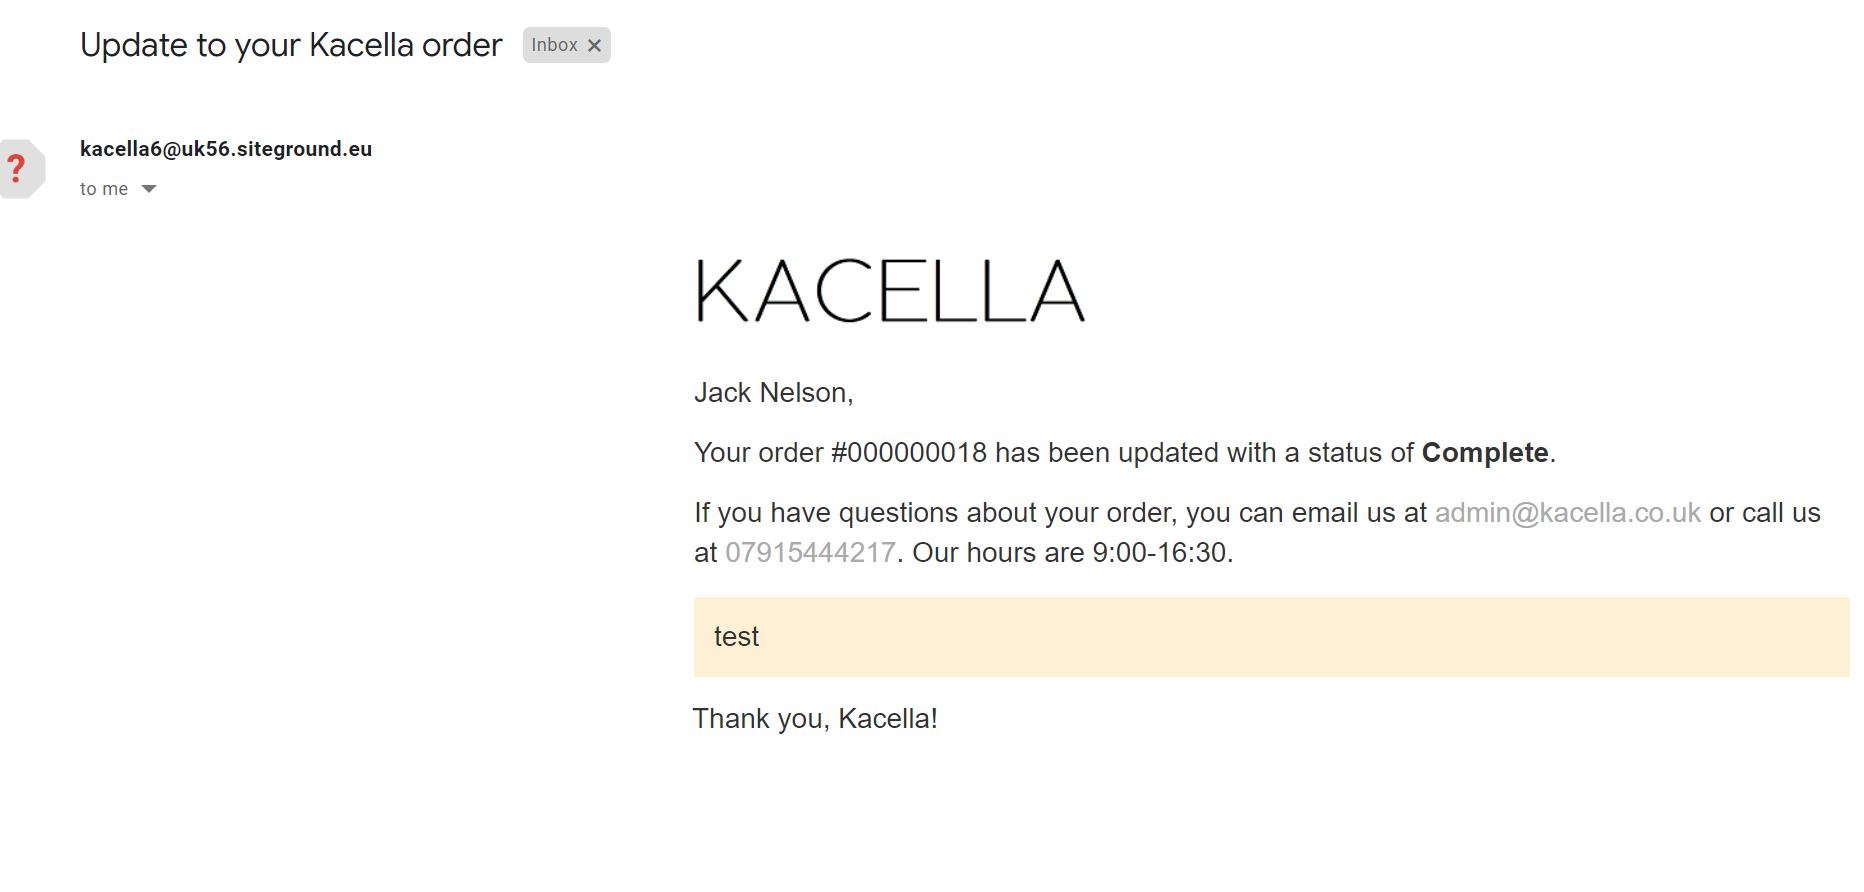 Update to your Kacella order Inbox ×
kacella6@uk56.siteground.eu
?
to me
KACELLA
Jack Nelson,
Your order #000000018 has been updated with a status of Complete.
If you have questions about your order, you can email us at admin@kacella.co.uk or call us
at 07915444217. Our hours are 9:00-16:30.
test
Thank you, Kacella!